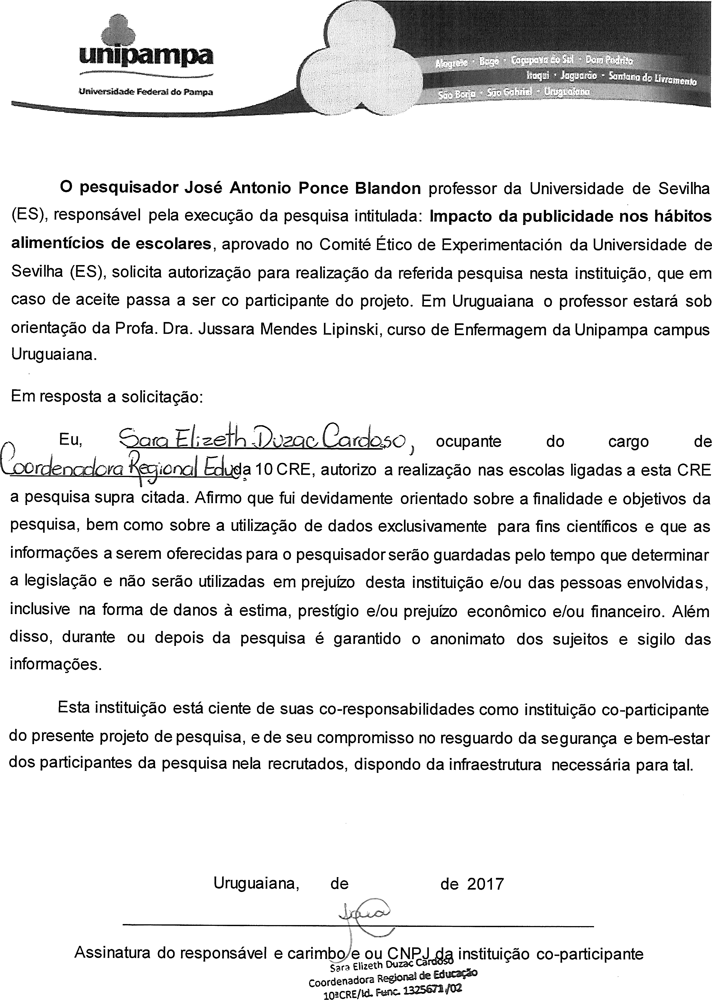 unipampa
Universidade Federal do Pampa
Alegrete • Bagé • Caçapava do Sul • Dom Pedrito
Itaqui • Jaguarão • Santana do Livramento
São Borja • São Gabriel • Uruguaiana
O pesquisador José Antonio Ponce Blandon professor da Universidade de Sevilha
(ES), responsável pela execução da pesquisa intitulada: Impacto da publicidade nos hábitos
alimentícios de escolares, aprovado no Comité Ético de Experimentación da Universidade de
Sevilha (ES), solicita autorização para realização da referida pesquisa nesta instituição, que em
caso de aceite passa a ser co participante do projeto. Em Uruguaiana o professor estará sob
orientação da Profa. Dra. Jussara Mendes Lipinski, curso de Enfermagem da Unipampa campus
Uruguaiana.
Em resposta a solicitação:
Eu, Sara Elizeth Duzac Cardoso, ocupante do cargo de
Coordenadora Regional Educ. da 10 CRE, autorizo a realização nas escolas ligadas a esta CRE
a pesquisa supra citada. Afirmo que fui devidamente orientado sobre a finalidade e objetivos da
pesquisa, bem como sobre a utilização de dados exclusivamente para fins científicos e que as
informações a serem oferecidas para o pesquisador serão guardadas pelo tempo que determinar
a legislação e não serão utilizadas em prejuízo desta instituição e/ou das pessoas envolvidas,
inclusive na forma de danos à estima, prestígio e/ou prejuízo econômico e/ou financeiro. Além
disso, durante ou depois da pesquisa é garantido o anonimato dos sujeitos e sigilo das
informações.
Esta instituição está ciente de suas co-responsabilidades como instituição co-participante
do presente projeto de pesquisa, e de seu compromisso no resguardo da segurança e bem-estar
dos participantes da pesquisa nela recrutados, dispondo da infraestrutura necessária para tal.
Uruguaiana, de de 2017
Sara
Assinatura do responsável e carimbo e ou CNPJ da instituição co-participante
Sara Elizeth Duzac Cardoso
Coordenadora Regional de Educação
10ªCRE/Id. Func. 1325671/02